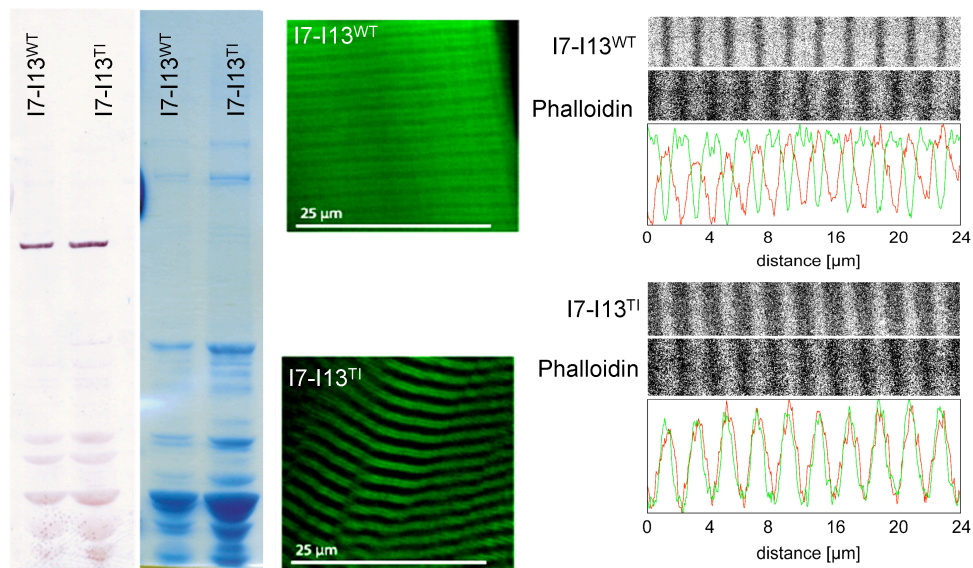 I7-I13WT
I7-I13TI
I7-I13WT
I7-I13TI
I7-I13WT
25 µm
I7-I13TI
25 µm
I7-I13WT
Phalloidin
0 4 8 16 20 24
distance [µm]
I7-I13TI
Phalloidin
0 4 8 16 20 24
distance [µm]